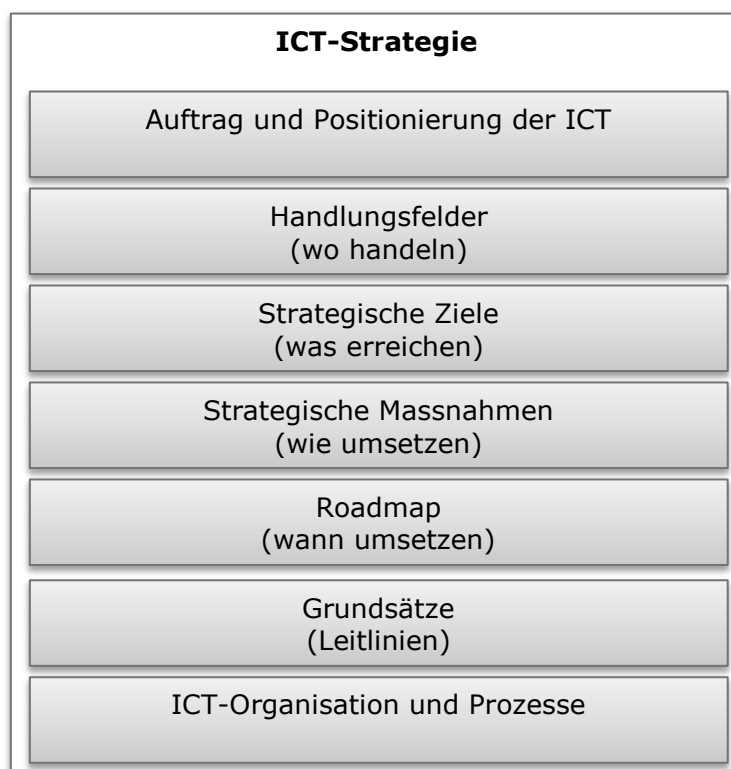 ICT-Strategie
Auftrag und Positionierung der ICT
Handlungsfelder
(wo handeln)
Strategische Ziele
(was erreichen)
Strategische Massnahmen
(wie umsetzen)
Roadmap
(wann umsetzen)
Grundsätze
(Leitlinien)
ICT-Organisation und Prozesse